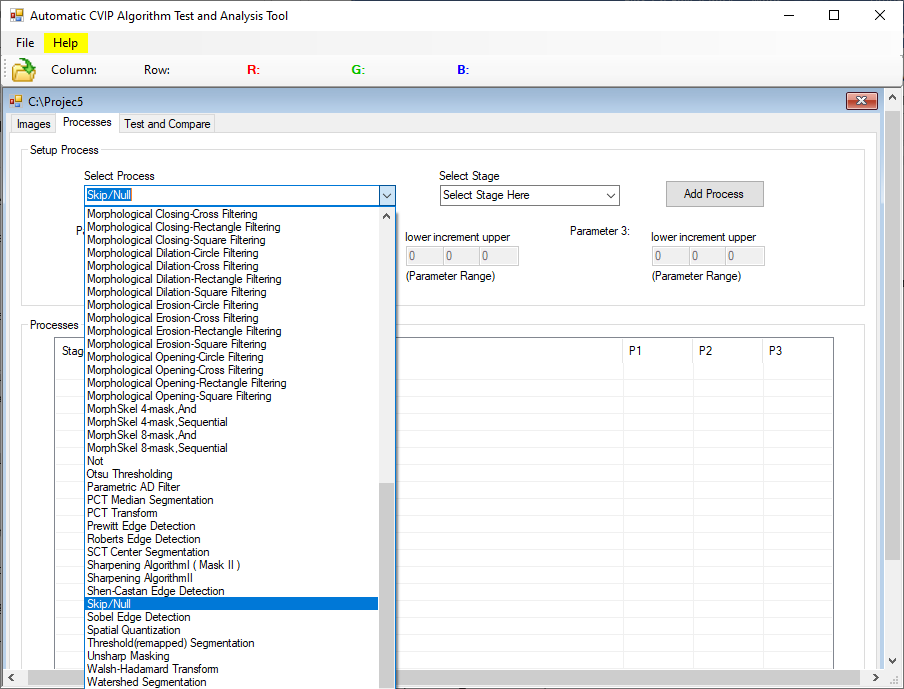 Automatic CVIP Algorithm Test and Analysis Tool
File Help
Column: Row: R: G: B:
C:\Projec5
Images Processes Test and Compare
Setup Process
Select Process Select Stage
Skip/Null Select Stage Here Add Process
Parameter 3:
lower increment upper lower increment upper
0 0 0 0 0 0
(Parameter Range) (Parameter Range)
Processes
P1 P2 P3
Morphological Closing-Cross Filtering
Morphological Closing-Rectangle Filtering
Morphological Closing-Square Filtering
Morphological Dilation-Circle Filtering
Morphological Dilation-Cross Filtering
Morphological Dilation-Rectangle Filtering
Morphological Dilation-Square Filtering
Morphological Erosion-Circle Filtering
Morphological Erosion-Cross Filtering
Morphological Erosion-Rectangle Filtering
Morphological Erosion-Square Filtering
Morphological Opening-Circle Filtering
Morphological Opening-Cross Filtering
Morphological Opening-Rectangle Filtering
Morphological Opening-Square Filtering
MorphSkel 4-mask,And
MorphSkel 4-mask,Sequential
MorphSkel 8-mask,And
MorphSkel 8-mask,Sequential
Not
Otsu Thresholding
Parametric AD Filter
PCT Median Segmentation
PCT Transform
Prewitt Edge Detection
Roberts Edge Detection
SCT Center Segmentation
Sharpening AlgorithmI ( Mask II )
Sharpening AlgorithmII
Shen-Castan Edge Detection
Skip/Null
Sobel Edge Detection
Spatial Quantization
Threshold(remapped) Segmentation
Unsharp Masking
Walsh-Hadamard Transform
Watershed Segmentation